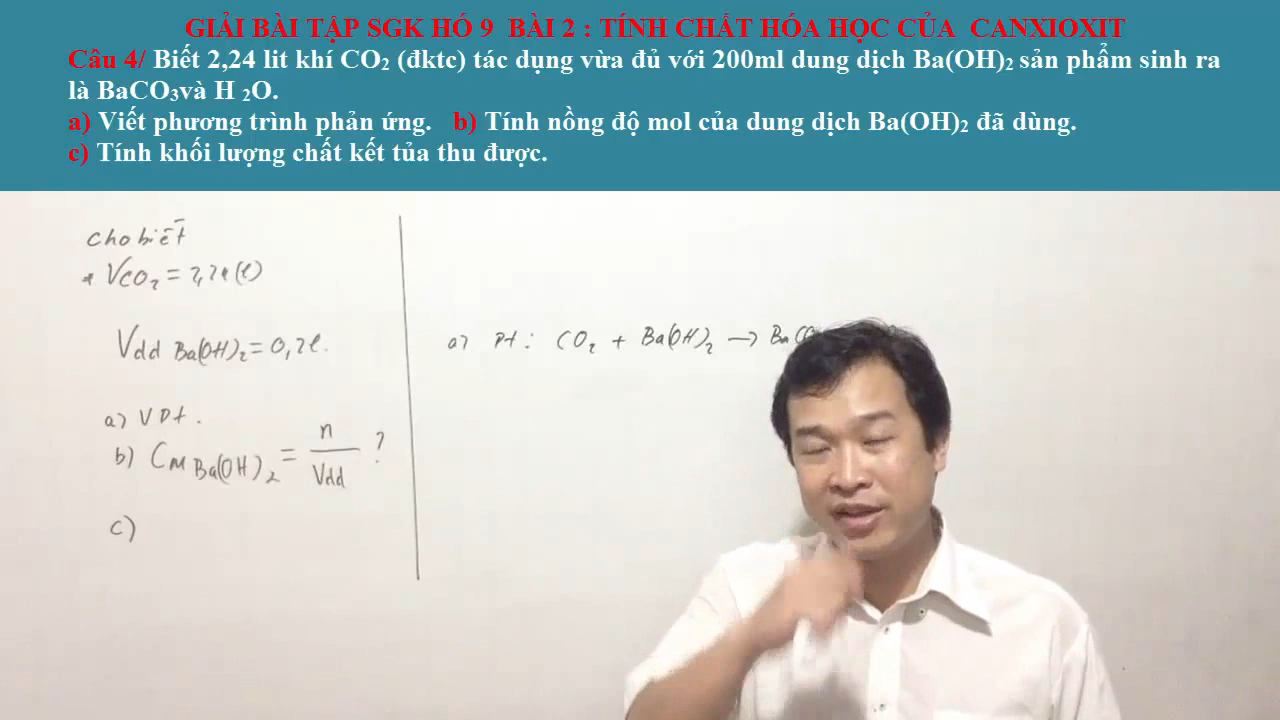 GIẢI BÀI TẬP SGK HÓ 9 BÀI 2 : TÍNH CHẤT HÓA HỌC CỦA CANXIOXIT
Câu 4/ Biết 2,24 lit khí CO₂ (đktc) tác dụng vừa đủ với 200ml dung dịch Ba(OH)₂ sản phẩm sinh ra
là BaCO₃và H ₂O.
a) Viết phương trình phản ứng. b) Tính nồng độ mol của dung dịch Ba(OH)₂ đã dùng.
c) Tính khối lượng chất kết tủa thu được.
Cho biết
* VCO₂ = 2,24(l)
Vdd Ba(OH)₂ = 0,2l.
a) VPt.
b) CM Ba(OH)₂ = n / Vdd ?
c)
a) Pt : CO₂ + Ba(OH)₂ →